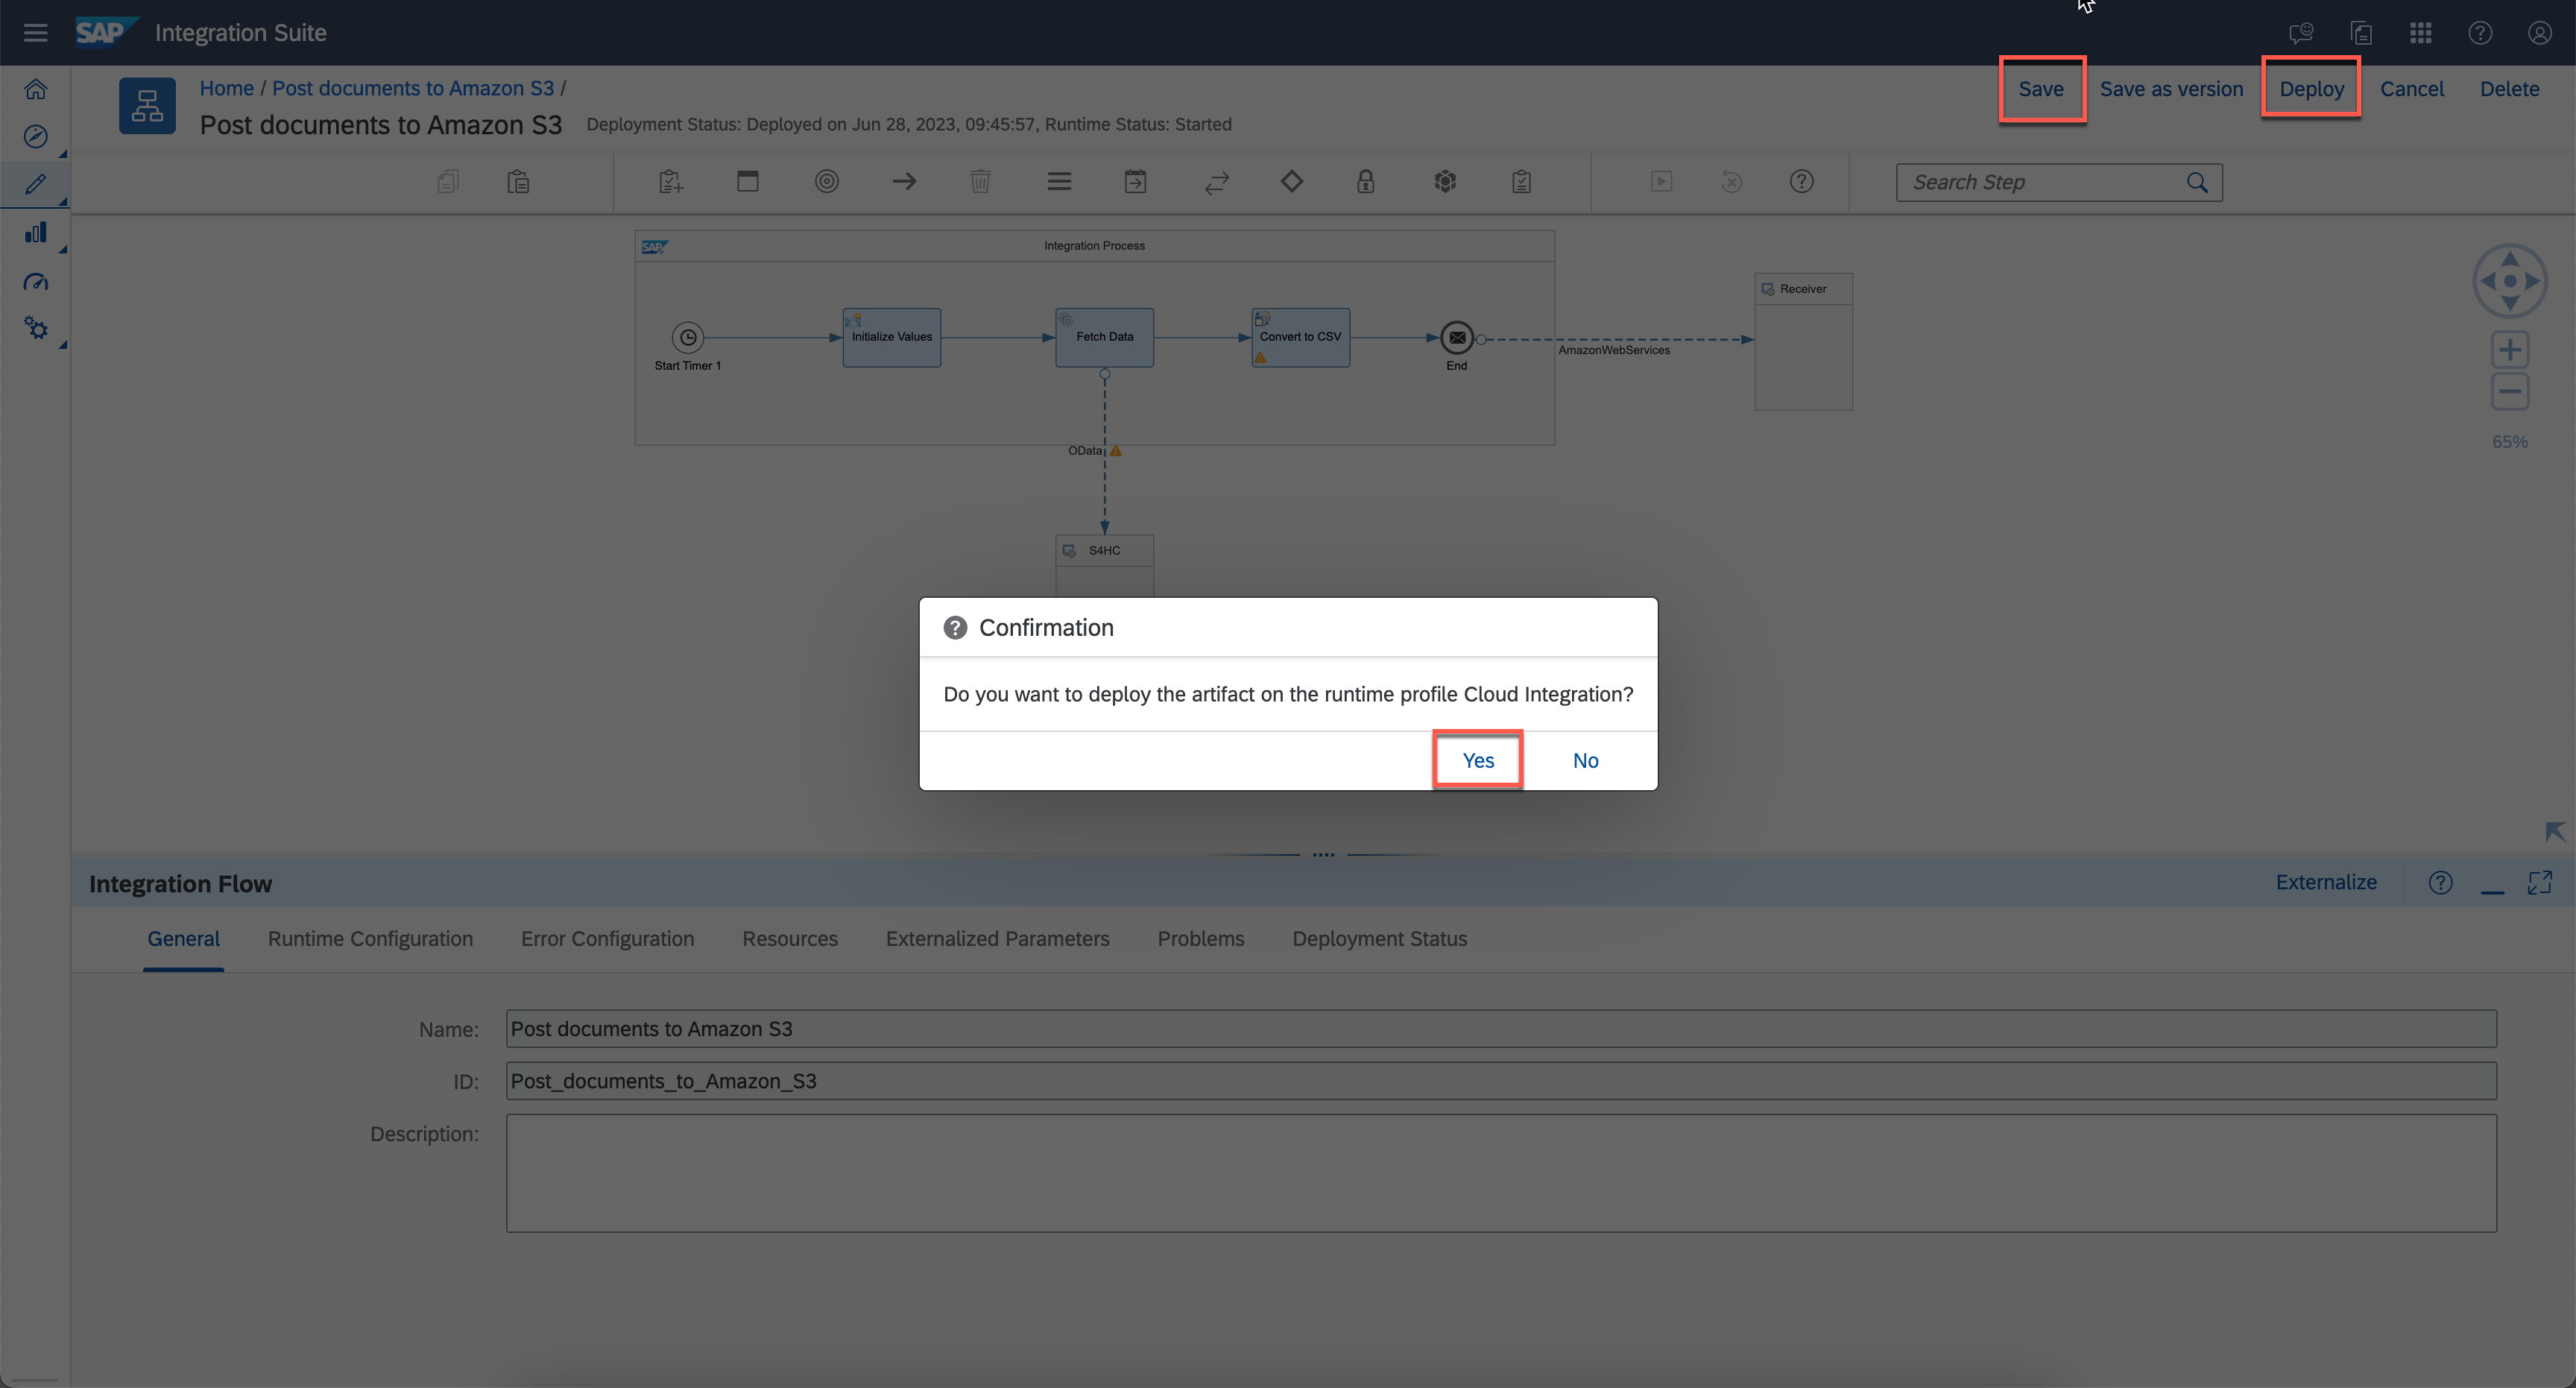 SAP Integration Suite
Home / Post documents to Amazon S3 /
Save Save as version Deploy Cancel Delete
Post documents to Amazon S3 Deployment Status: Deployed on Jun 28, 2023, 09:45:57, Runtime Status: Started
Search Step
SAP Integration Process
Receiver
Initialize Values Fetch Data Convert to CSV
AmazonWebServices
Start Timer 1 End
65%
OData
S4HC
Confirmation
Do you want to deploy the artifact on the runtime profile Cloud Integration?
Yes No
Integration Flow Externalize
General Runtime Configuration Error Configuration Resources Externalized Parameters Problems Deployment Status
Name: Post documents to Amazon S3
ID: Post_documents_to_Amazon_S3
Description: